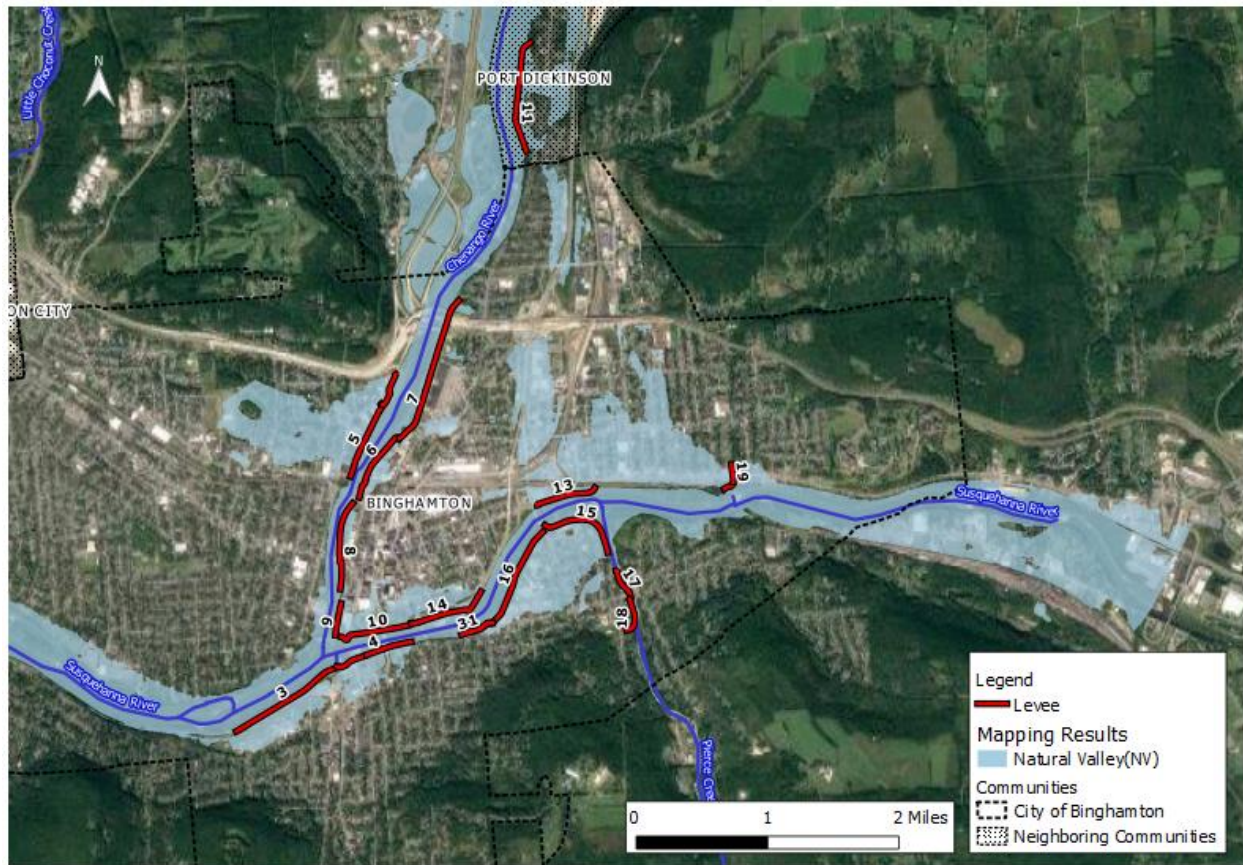 Little Choconut Creek
N
PORT DICKINSON
11
Chenango River
ON CITY
7
5
6
BINGHAMTON
13
19
Susquehanna River
15
8
16
17
18
14
10
31
9
4
Susquehanna River
3
Pierce Cree
Legend
Levee
Mapping Results
Natural Valley(NV)
Communities
City of Binghamton
Neighboring Communities
0 1 2 Miles